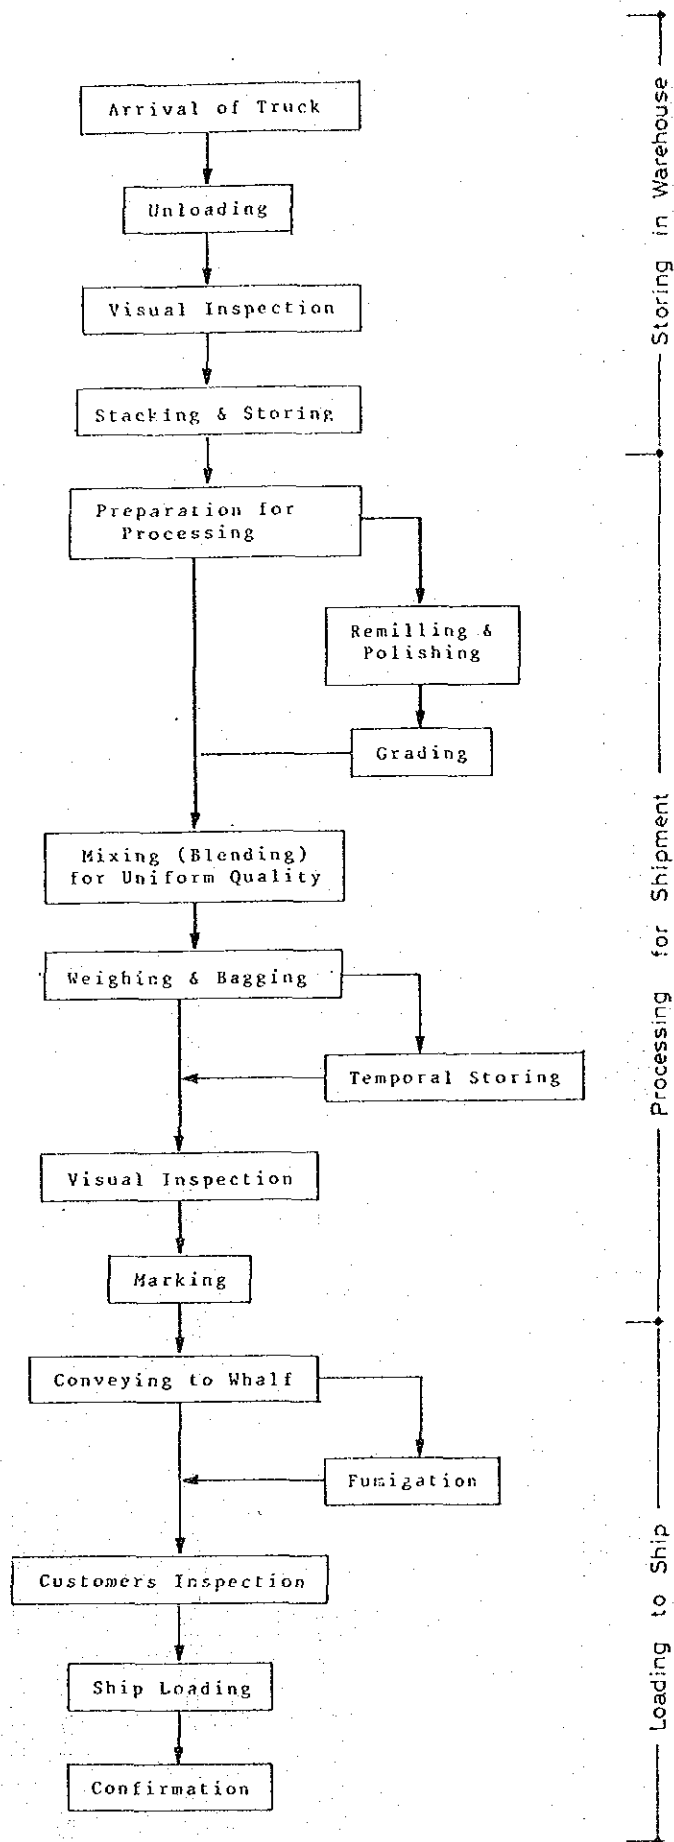 Arrival of Truck
Unloading
Visual Inspection
Stacking & Storing
Storing in Warehouse
Preparation for
Processing
Remilling &
Polishing
Grading
Mixing (Blending)
for Uniform Quality
Weighing & Bagging
Temporal Storing
Visual Inspection
Marking
Processing for Shipment
Conveying to Whalf
Fumigation
Customers Inspection
Ship Loading
Confirmation
Loading to Ship